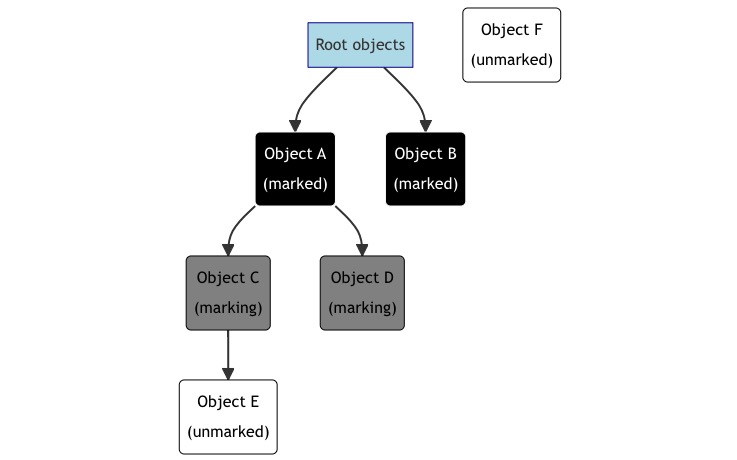 Root objects
Object F
(unmarked)
Object A
(marked)
Object B
(marked)
Object C
(marking)
Object D
(marking)
Object E
(unmarked)